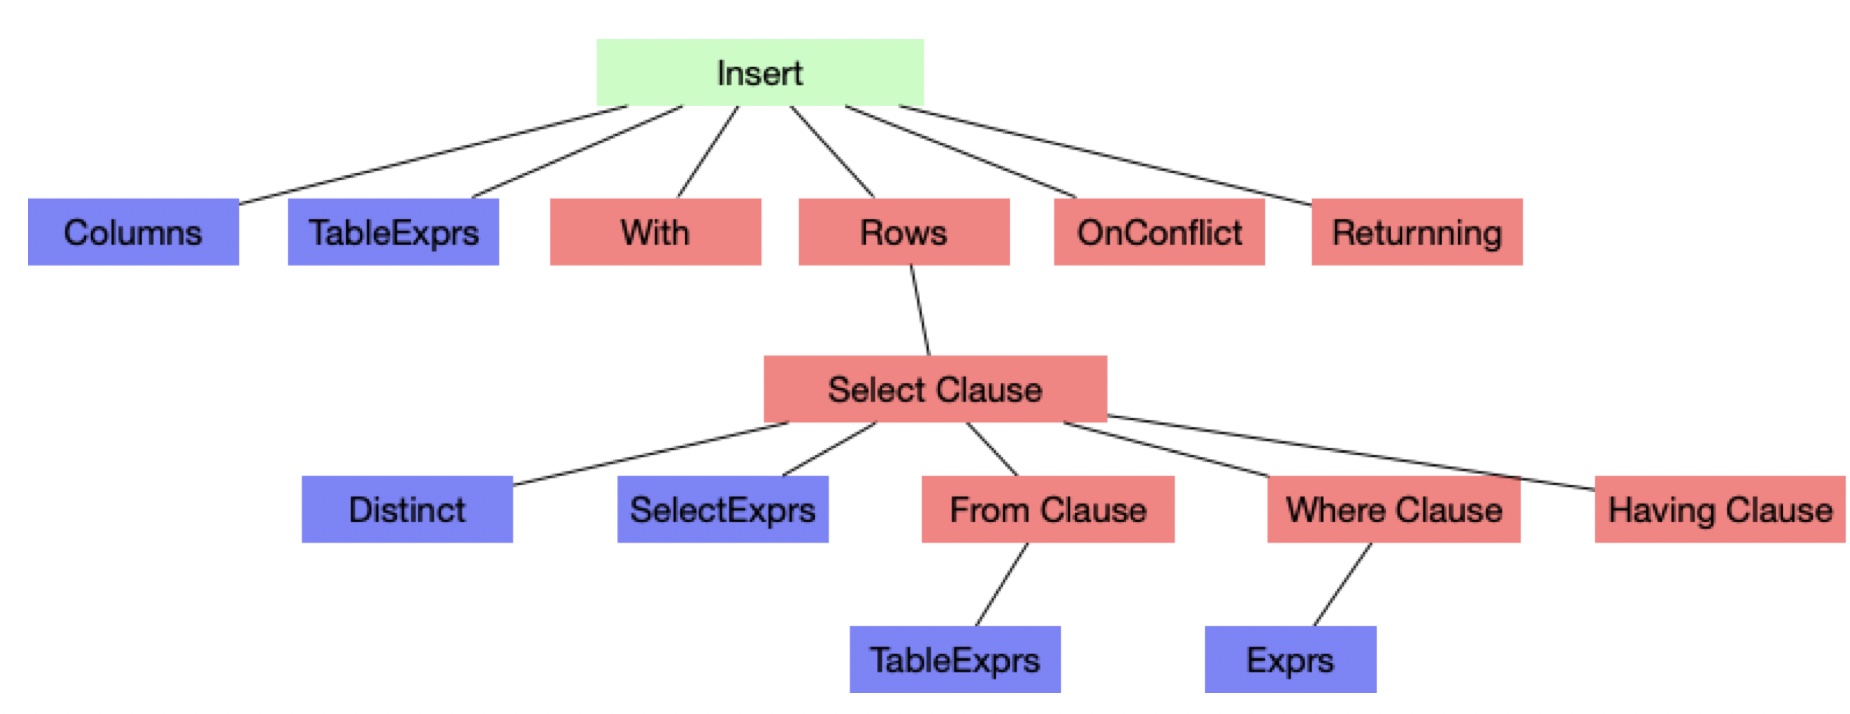 Insert
Columns
TableExprs
With
Rows
OnConflict
Returnning
Select Clause
Distinct
SelectExprs
From Clause
Where Clause
Having Clause
TableExprs
Exprs